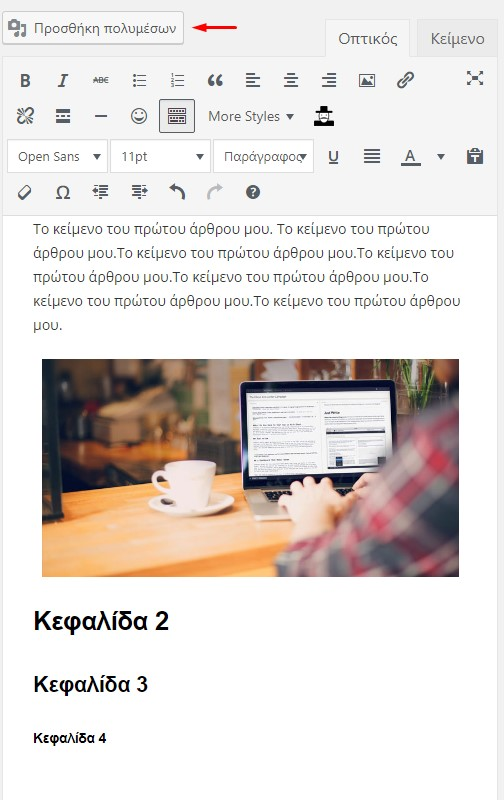 Προσθήκη πολυμέσων
Οπτικός
Κείμενο
B I ABC
More Styles
Open Sans
11pt
Παράγραφος
U
A
Ω
Το κείμενο του πρώτου άρθρου μου. Το κείμενο του πρώτου
άρθρου μου.Το κείμενο του πρώτου άρθρου μου.Το κείμενο του
πρώτου άρθρου μου.Το κείμενο του πρώτου άρθρου μου.Το
κείμενο του πρώτου άρθρου μου.Το κείμενο του πρώτου άρθρου
μου.
Just Write
Κεφαλίδα 2
Κεφαλίδα 3
Κεφαλίδα 4